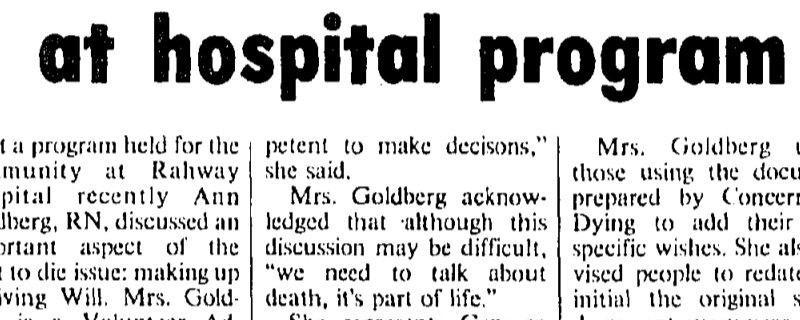 at hospital program
t a program held for the
munity at Rahway
pital recently Ann
lberg, RN, discussed an
ortant aspect of the
t to die issue: making up
iving Will. Mrs. Gold-
petent to make decisons,"
she said.
Mrs. Goldberg acknow-
ledged that although this
discussion may be difficult,
"we need to talk about
death, it's part of life."
Mrs. Goldberg u
those using the docu
prepared by Concern
Dying to add their
specific wishes. She als
vised people to redate
initial the original s